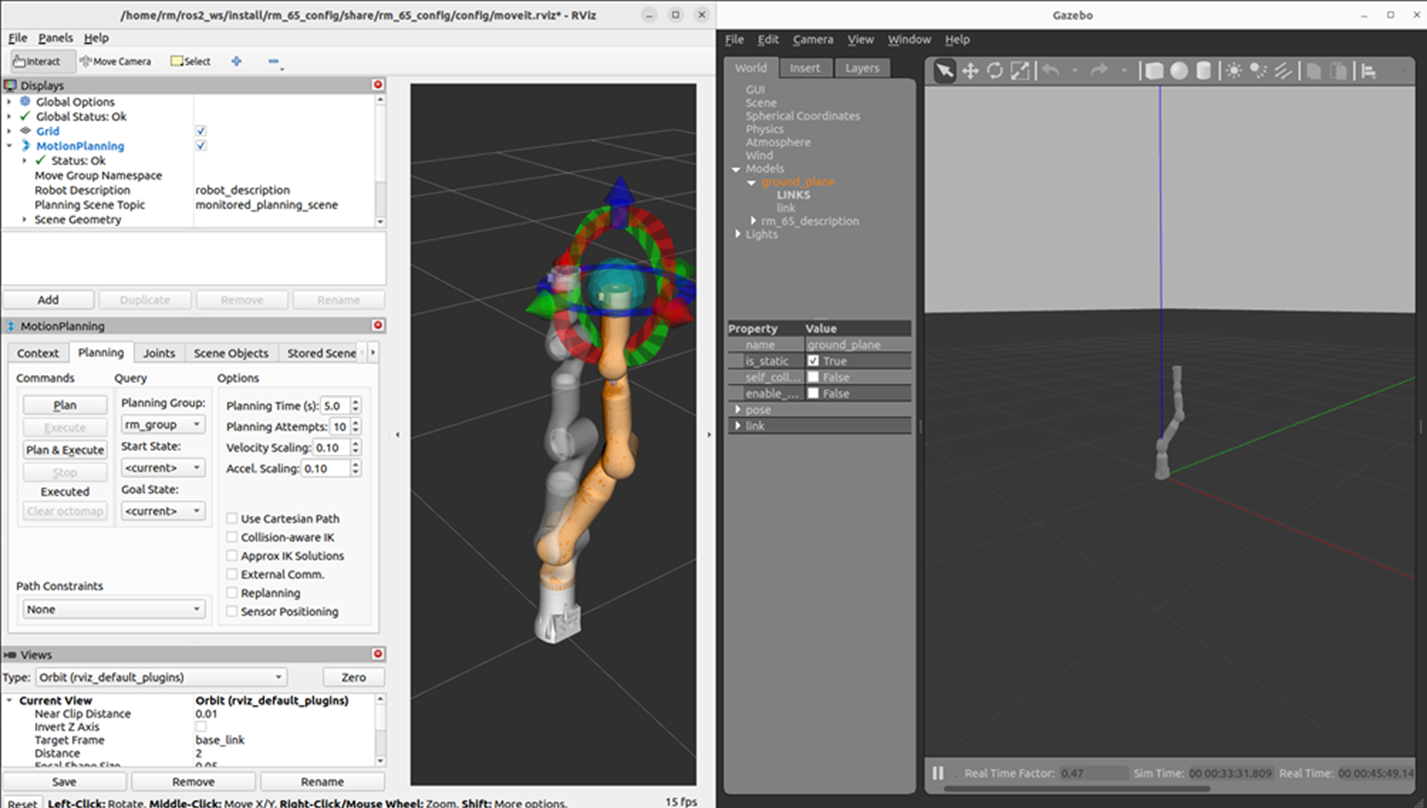 /home/rm/ros2_ws/install/rm_65_config/share/rm_65_config/config/moveit.rviz* - RViz
File Panels Help
Interact Move Camera Select
Displays
Global Options
Global Status: Ok
Grid
MotionPlanning
Status: Ok
Move Group Namespace
Robot Description robot_description
Planning Scene Topic monitored_planning_scene
Scene Geometry
Add Duplicate Remove Rename
MotionPlanning
Context Planning Joints Scene Objects Stored Scene
Commands Query Options
Plan
Execute
Plan & Execute
Stop
Executed
Clear octomap
Planning Group:
rm_group
Start State:
<current>
Goal State:
<current>
Planning Time (s): 5.0
Planning Attempts: 10
Velocity Scaling: 0.10
Accel. Scaling: 0.10
Use Cartesian Path
Collision-aware IK
Approx IK Solutions
External Comm.
Replanning
Sensor Positioning
Path Constraints
None
Views
Type: Orbit (rviz_default_plugins) Zero
Current View Orbit (rviz_default_plugins)
Near Clip Distance 0.01
Invert Z Axis
Target Frame base_link
Distance 2
Focal Shape Size 0.05
Save Remove Rename
Reset Left-Click: Rotate. Middle-Click: Move X/Y. Right-Click/Mouse Wheel: Zoom. Shift: More options. 15 fps
Gazebo
File Edit Camera View Window Help
World Insert Layers
GUI
Scene
Spherical Coordinates
Physics
Atmosphere
Wind
Models
ground_plane
LINKS
link
rm_65_description
Lights
Property Value
name ground_plane
is_static True
self_coll... False
enable_... False
pose
link
Real Time Factor: 0.47 Sim Time: 00 00:33:31.809 Real Time: 00 00:45:49.14